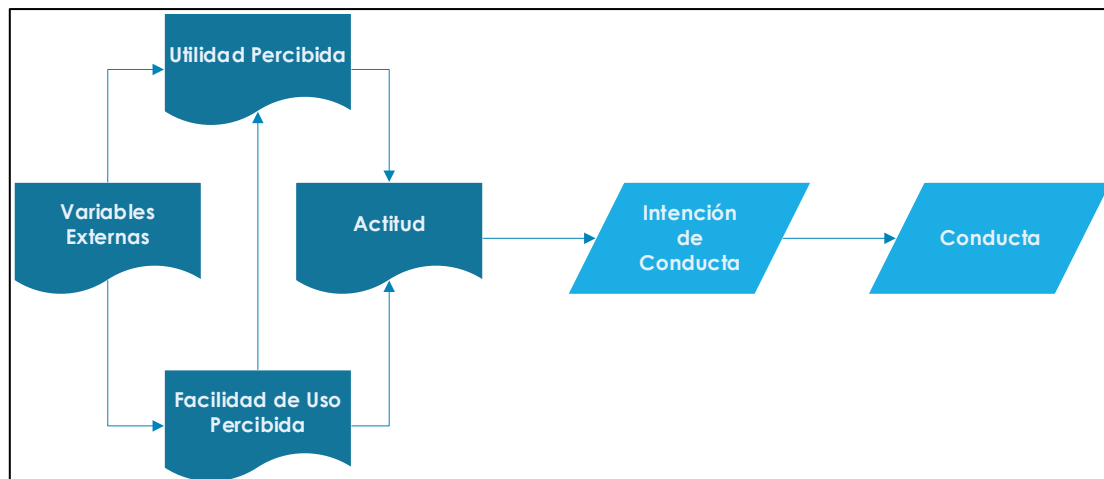 Utilidad Percibida
Variables
Externas
Actitud
Intención
de
Conducta
Conducta
Facilidad de Uso
Percibida